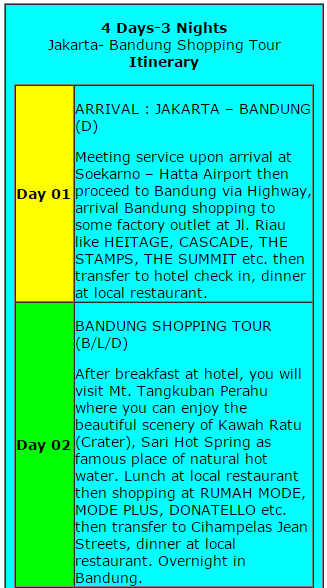 4 Days-3 Nights
Jakarta- Bandung Shopping Tour
Itinerary
Day 01
ARRIVAL : JAKARTA – BANDUNG
(D)
Meeting service upon arrival at
Soekarno – Hatta Airport then
proceed to Bandung via Highway,
arrival Bandung shopping to
some factory outlet at Jl. Riau
like HEITAGE, CASCADE, THE
STAMPS, THE SUMMIT etc. then
transfer to hotel check in, dinner
at local restaurant.
Day 02
BANDUNG SHOPPING TOUR
(B/L/D)
After breakfast at hotel, you will
visit Mt. Tangkuban Perahu
where you can enjoy the
beautiful scenery of Kawah Ratu
(Crater), Sari Hot Spring as
famous place of natural hot
water. Lunch at local restaurant
then shopping at RUMAH MODE,
MODE PLUS, DONATELLO etc.
then transfer to Cihampelas Jean
Streets, dinner at local
restaurant. Overnight in
Bandung.